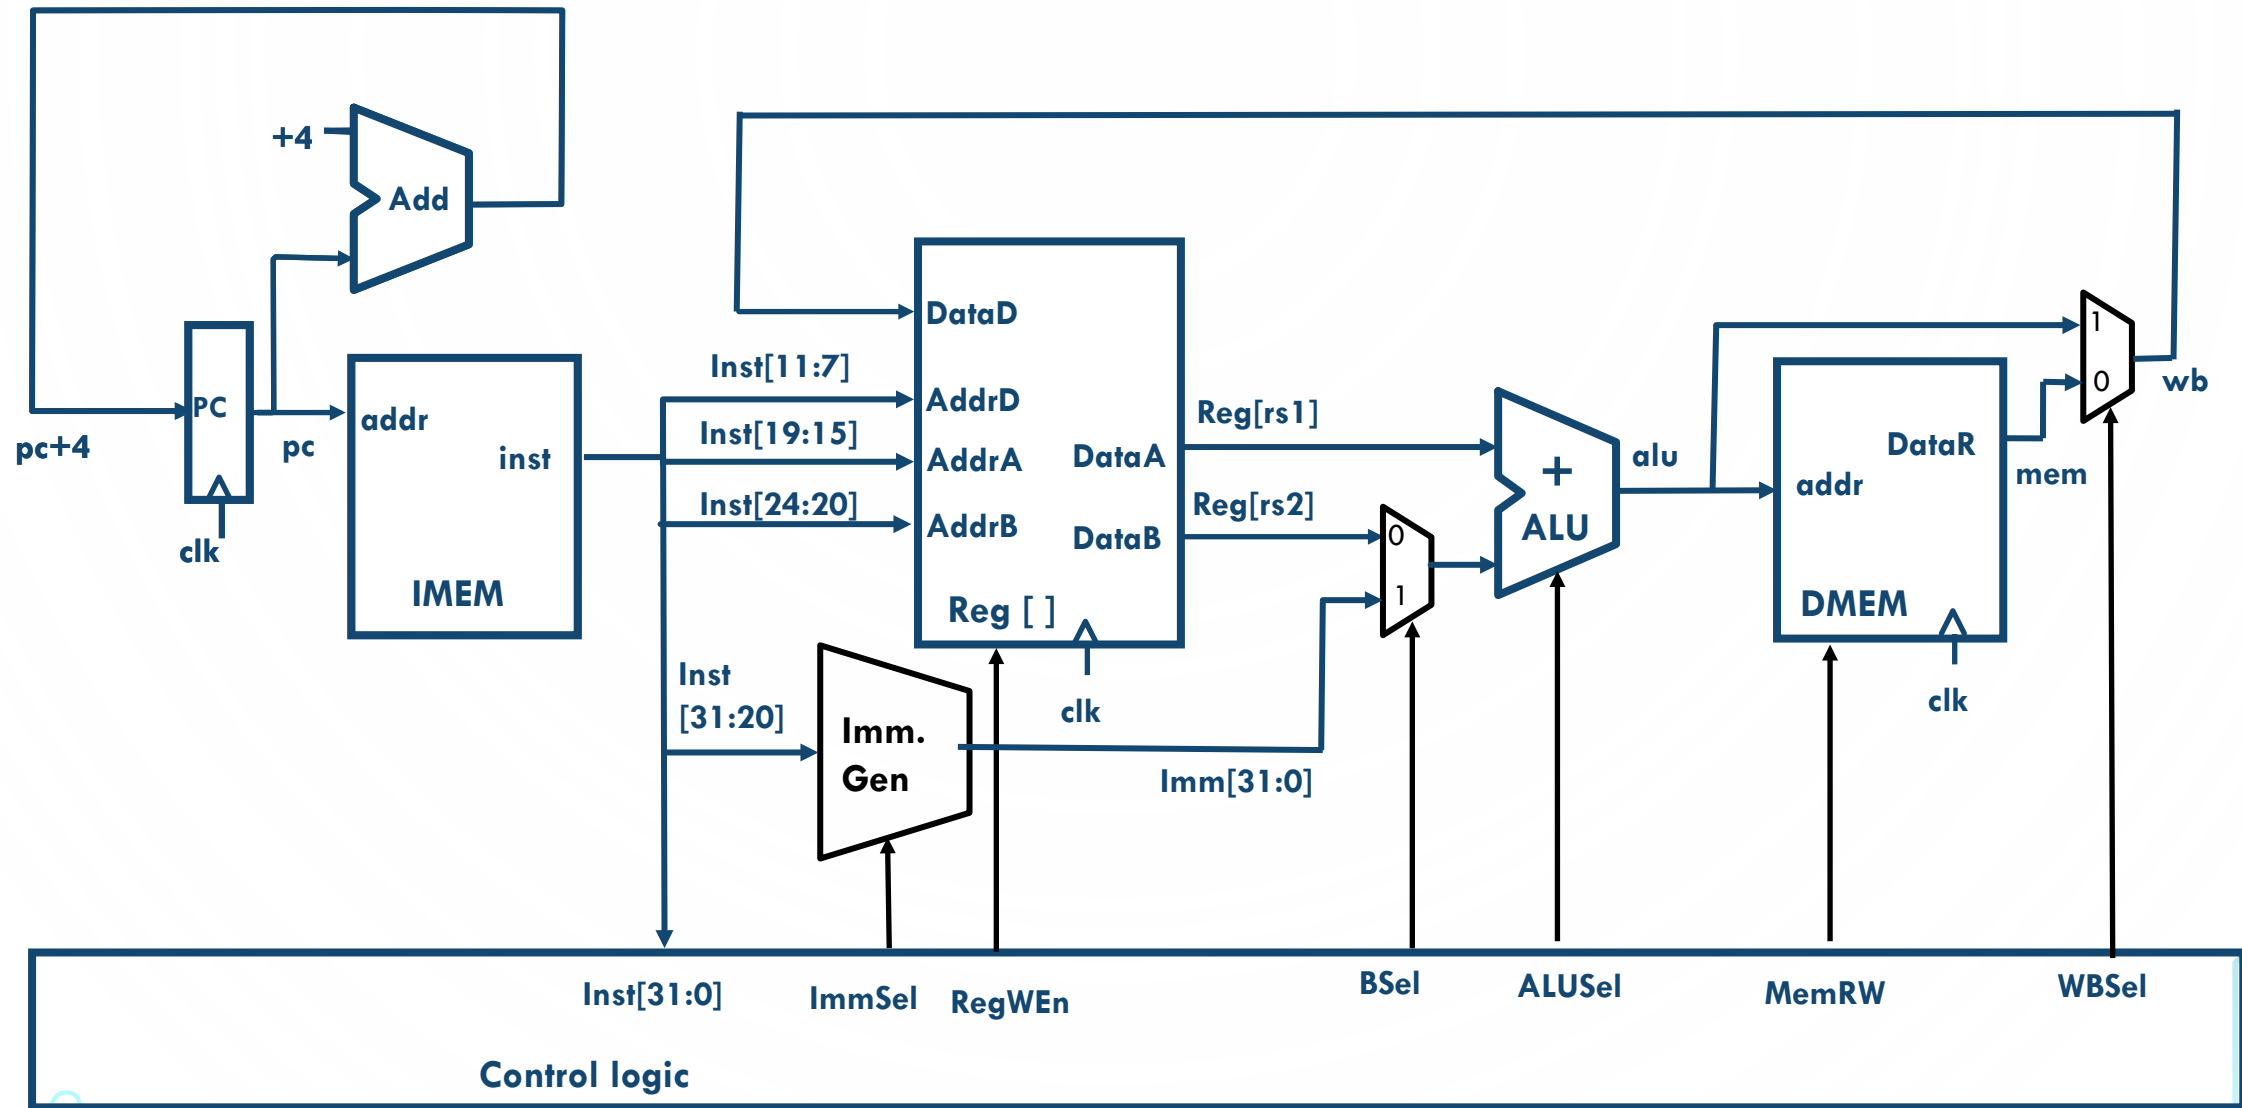 +4
Add
DataD
Inst[11:7]
AddrD
Inst[19:15]
AddrA
DataA
Inst[24:20]
AddrB
DataB
Reg [ ]
clk
PC
pc+4
pc
clk
addr
inst
IMEM
Inst
[31:20]
Imm.
Gen
Imm[31:0]
Reg[rs1]
Reg[rs2]
0
1
+
ALU
alu
addr
DataR
DMEM
clk
mem
1
0
wb
Inst[31:0]
ImmSel
RegWEn
BSel
ALUSel
MemRW
WBSel
Control logic